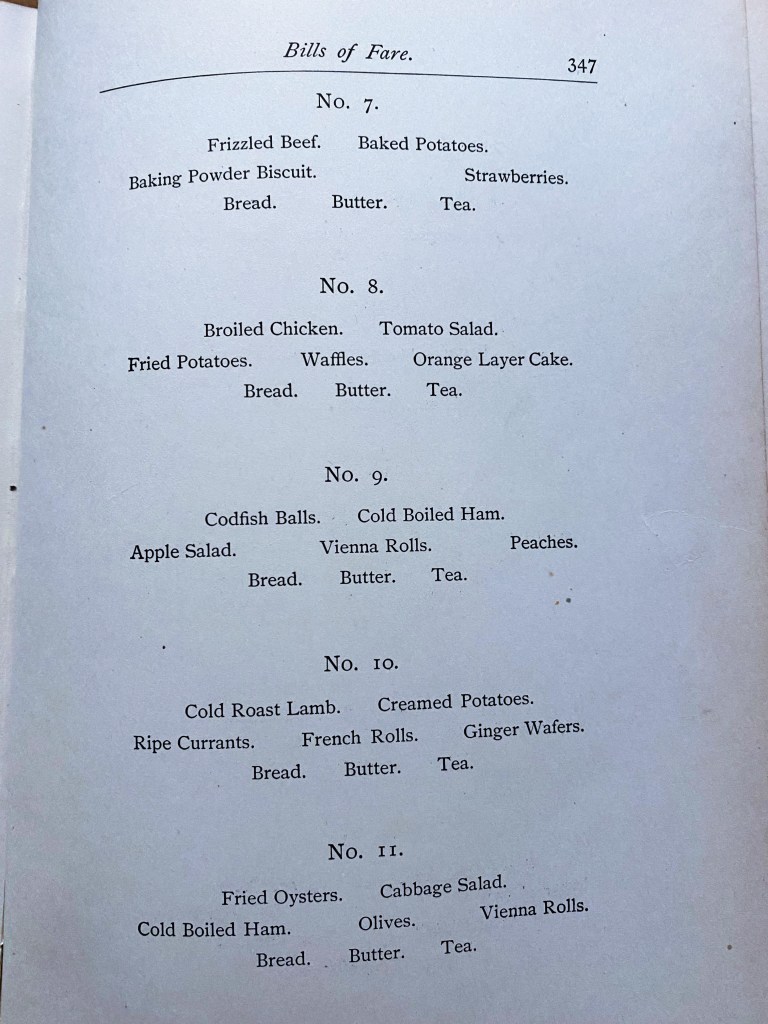 Bills of Fare. 347
No. 7.
Frizzled Beef. Baked Potatoes.
Baking Powder Biscuit. Strawberries.
Bread. Butter. Tea.
No. 8.
Broiled Chicken. Tomato Salad.
Fried Potatoes. Waffles. Orange Layer Cake.
Bread. Butter. Tea.
No. 9.
Codfish Balls. Cold Boiled Ham.
Apple Salad. Vienna Rolls. Peaches.
Bread. Butter. Tea.
No. 10.
Cold Roast Lamb. Creamed Potatoes.
Ripe Currants. French Rolls. Ginger Wafers.
Bread. Butter. Tea.
No. 11.
Fried Oysters. Cabbage Salad.
Cold Boiled Ham. Olives. Vienna Rolls.
Bread. Butter. Tea.